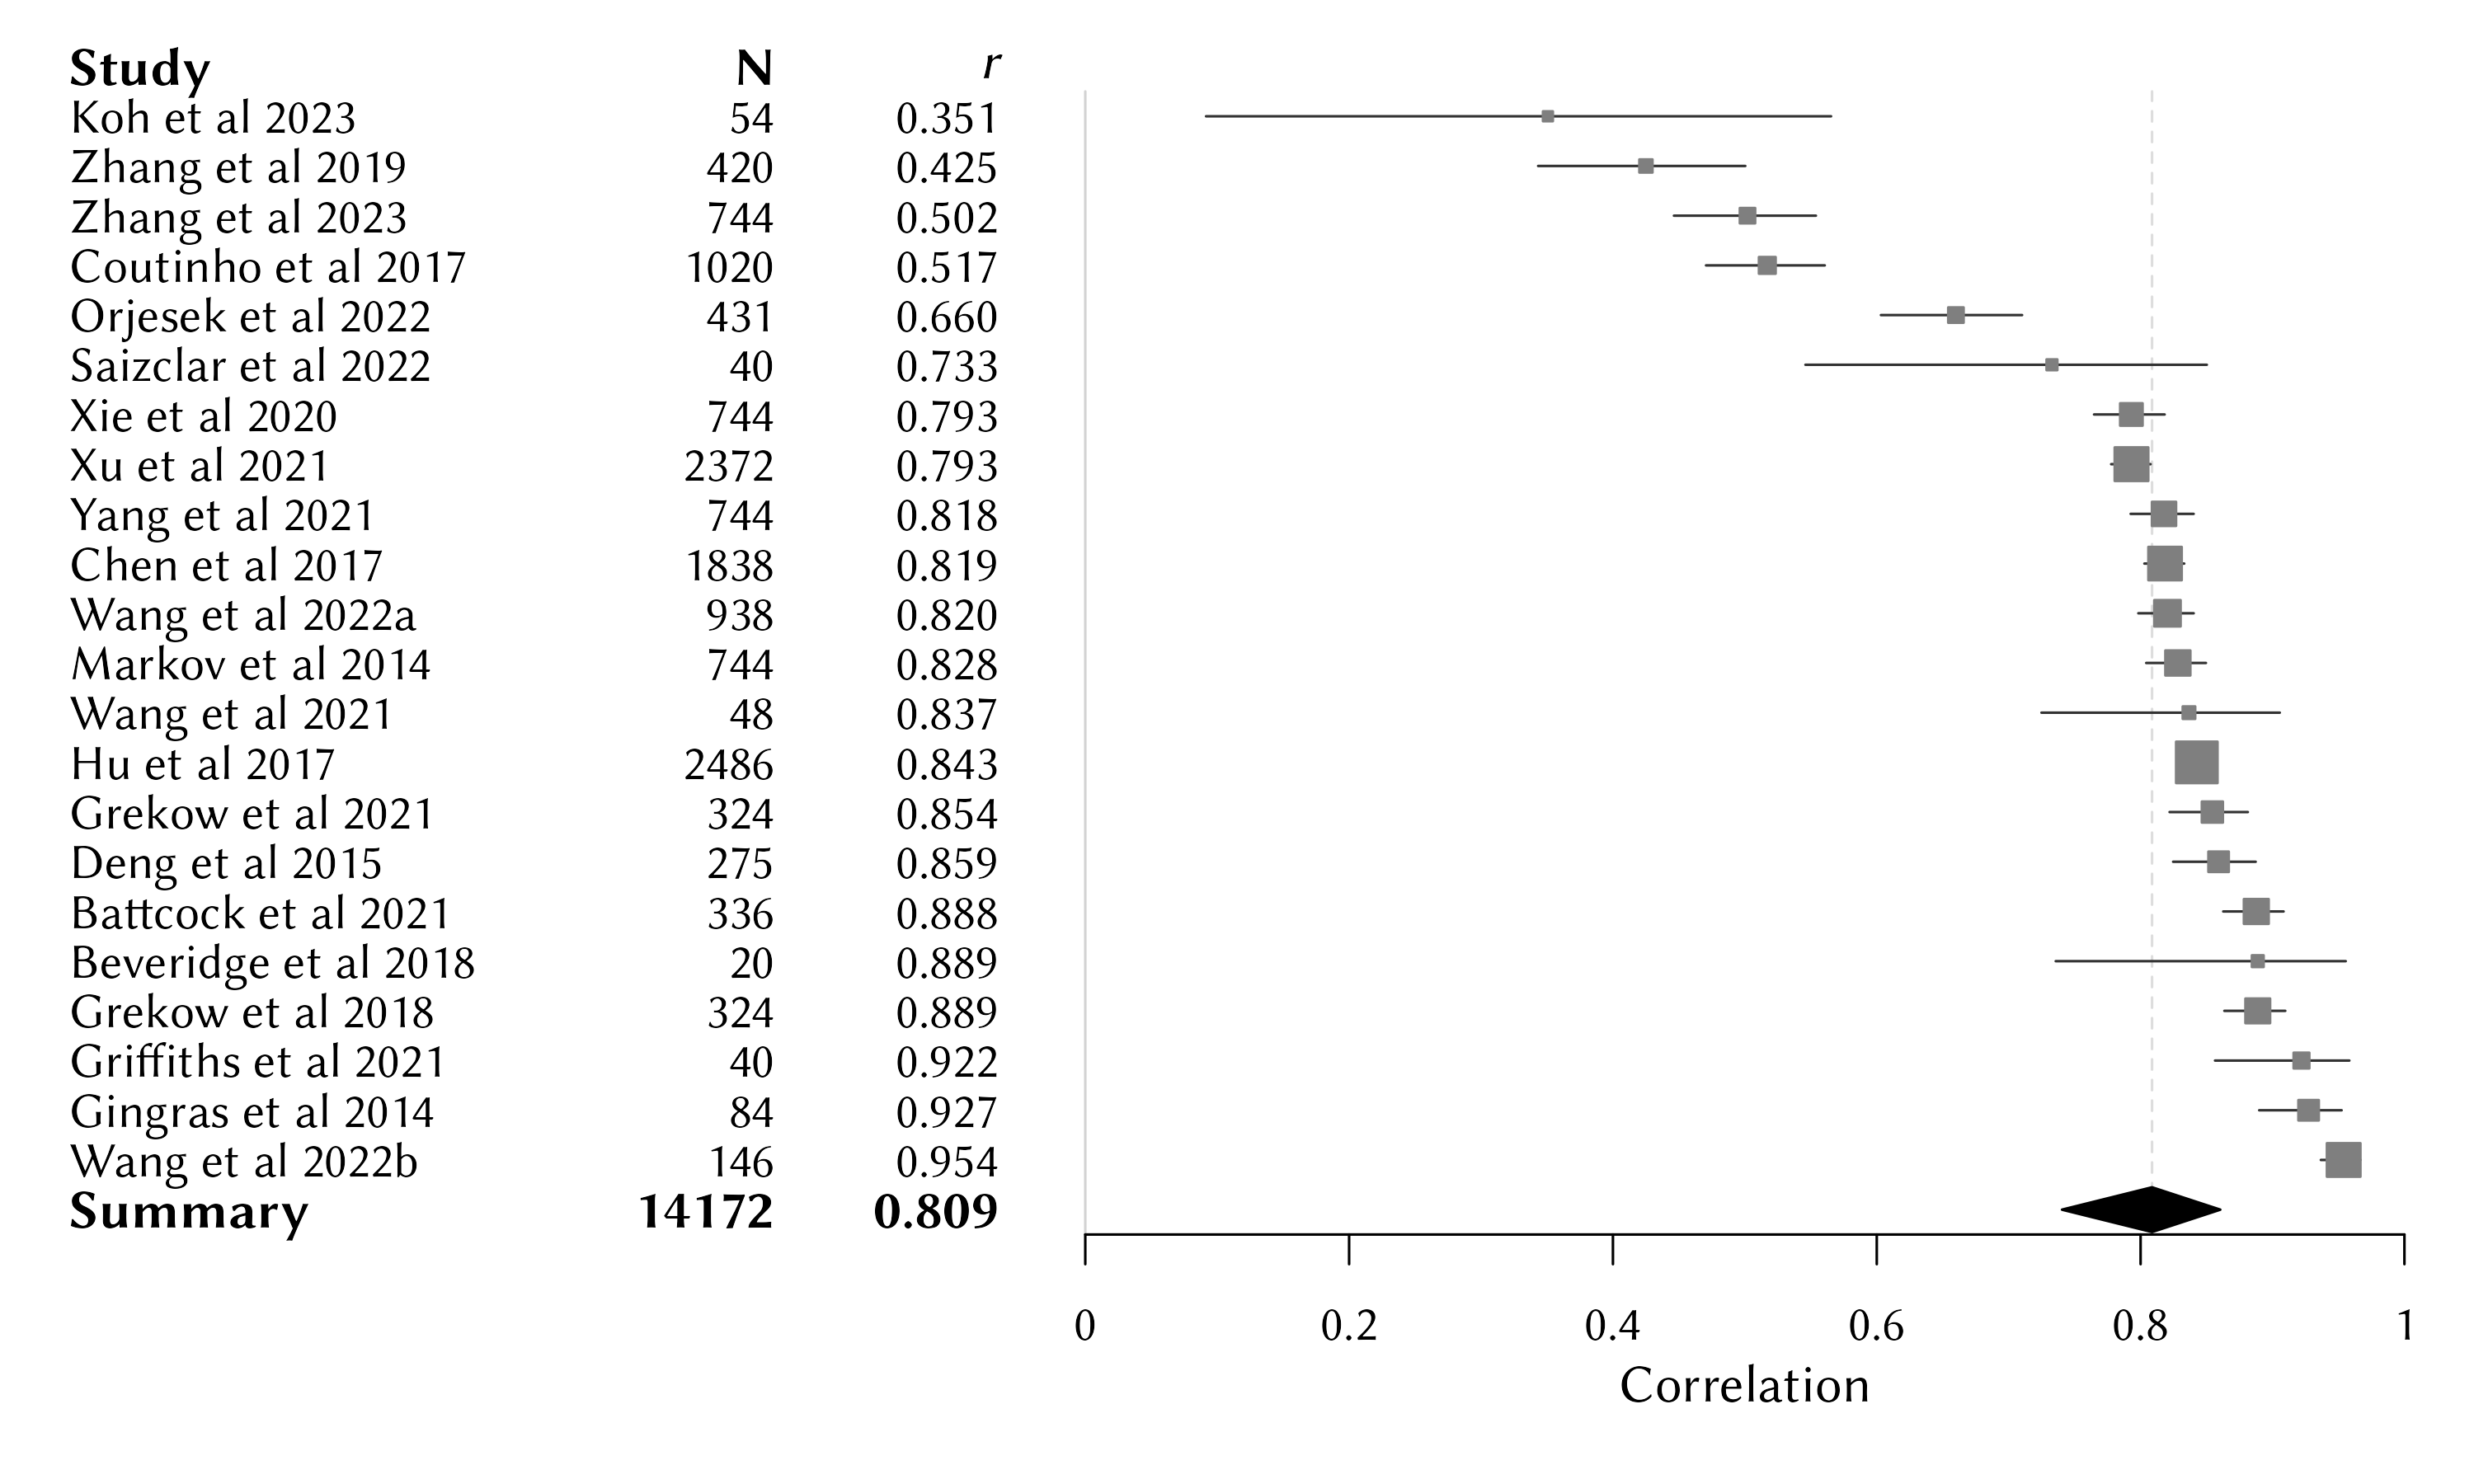 Study N r
Koh et al 2023 54 0.351
Zhang et al 2019 420 0.425
Zhang et al 2023 744 0.502
Coutinho et al 2017 1020 0.517
Orjesek et al 2022 431 0.660
Saizclar et al 2022 40 0.733
Xie et al 2020 744 0.793
Xu et al 2021 2372 0.793
Yang et al 2021 744 0.818
Chen et al 2017 1838 0.819
Wang et al 2022a 938 0.820
Markov et al 2014 744 0.828
Wang et al 2021 48 0.837
Hu et al 2017 2486 0.843
Grekow et al 2021 324 0.854
Deng et al 2015 275 0.859
Battcock et al 2021 336 0.888
Beveridge et al 2018 20 0.889
Grekow et al 2018 324 0.889
Griffiths et al 2021 40 0.922
Gingras et al 2014 84 0.927
Wang et al 2022b 146 0.954
Summary 14172 0.809
0 0.2 0.4 0.6 0.8 1
Correlation